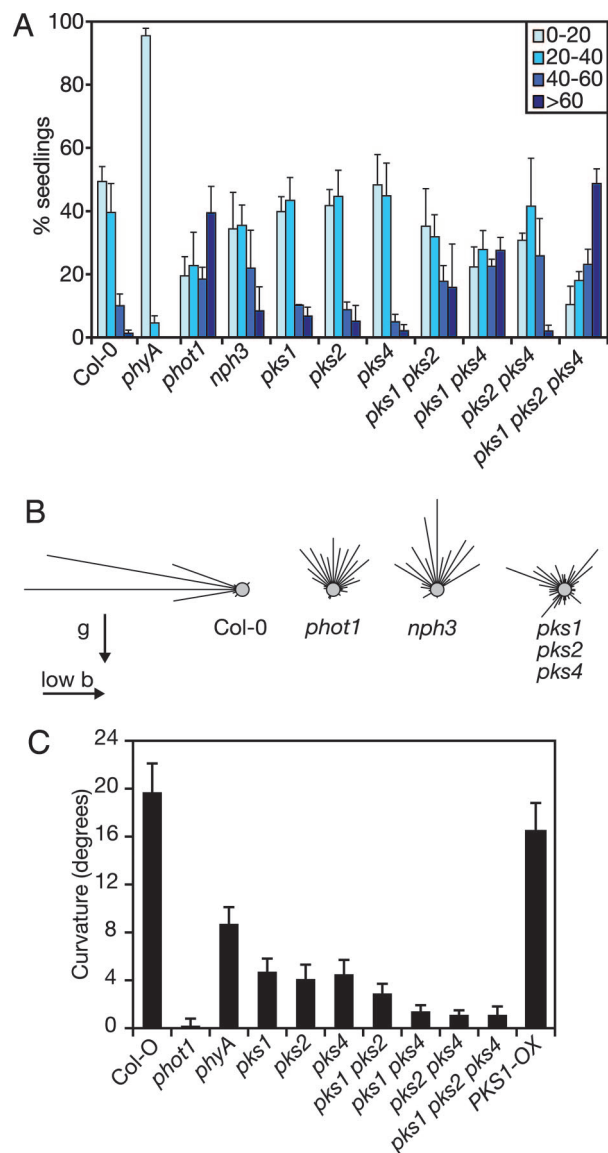 A
100
80
60
40
20
0
% seedlings
0-20
20-40
40-60
>60
Col-0
phyA
phot1
nph3
pks1
pks2
pks4
pks1 pks2
pks1 pks4
pks2 pks4
pks1 pks2 pks4
B
g
low b
Col-0
phot1
nph3
pks1
pks2
pks4
C
24
20
16
12
8
4
0
Curvature (degrees)
Col-O
phot1
phyA
pks1
pks2
pks4
pks1 pks2
pks1 pks4
pks2 pks4
pks1 pks2 pks4
PKS1-OX